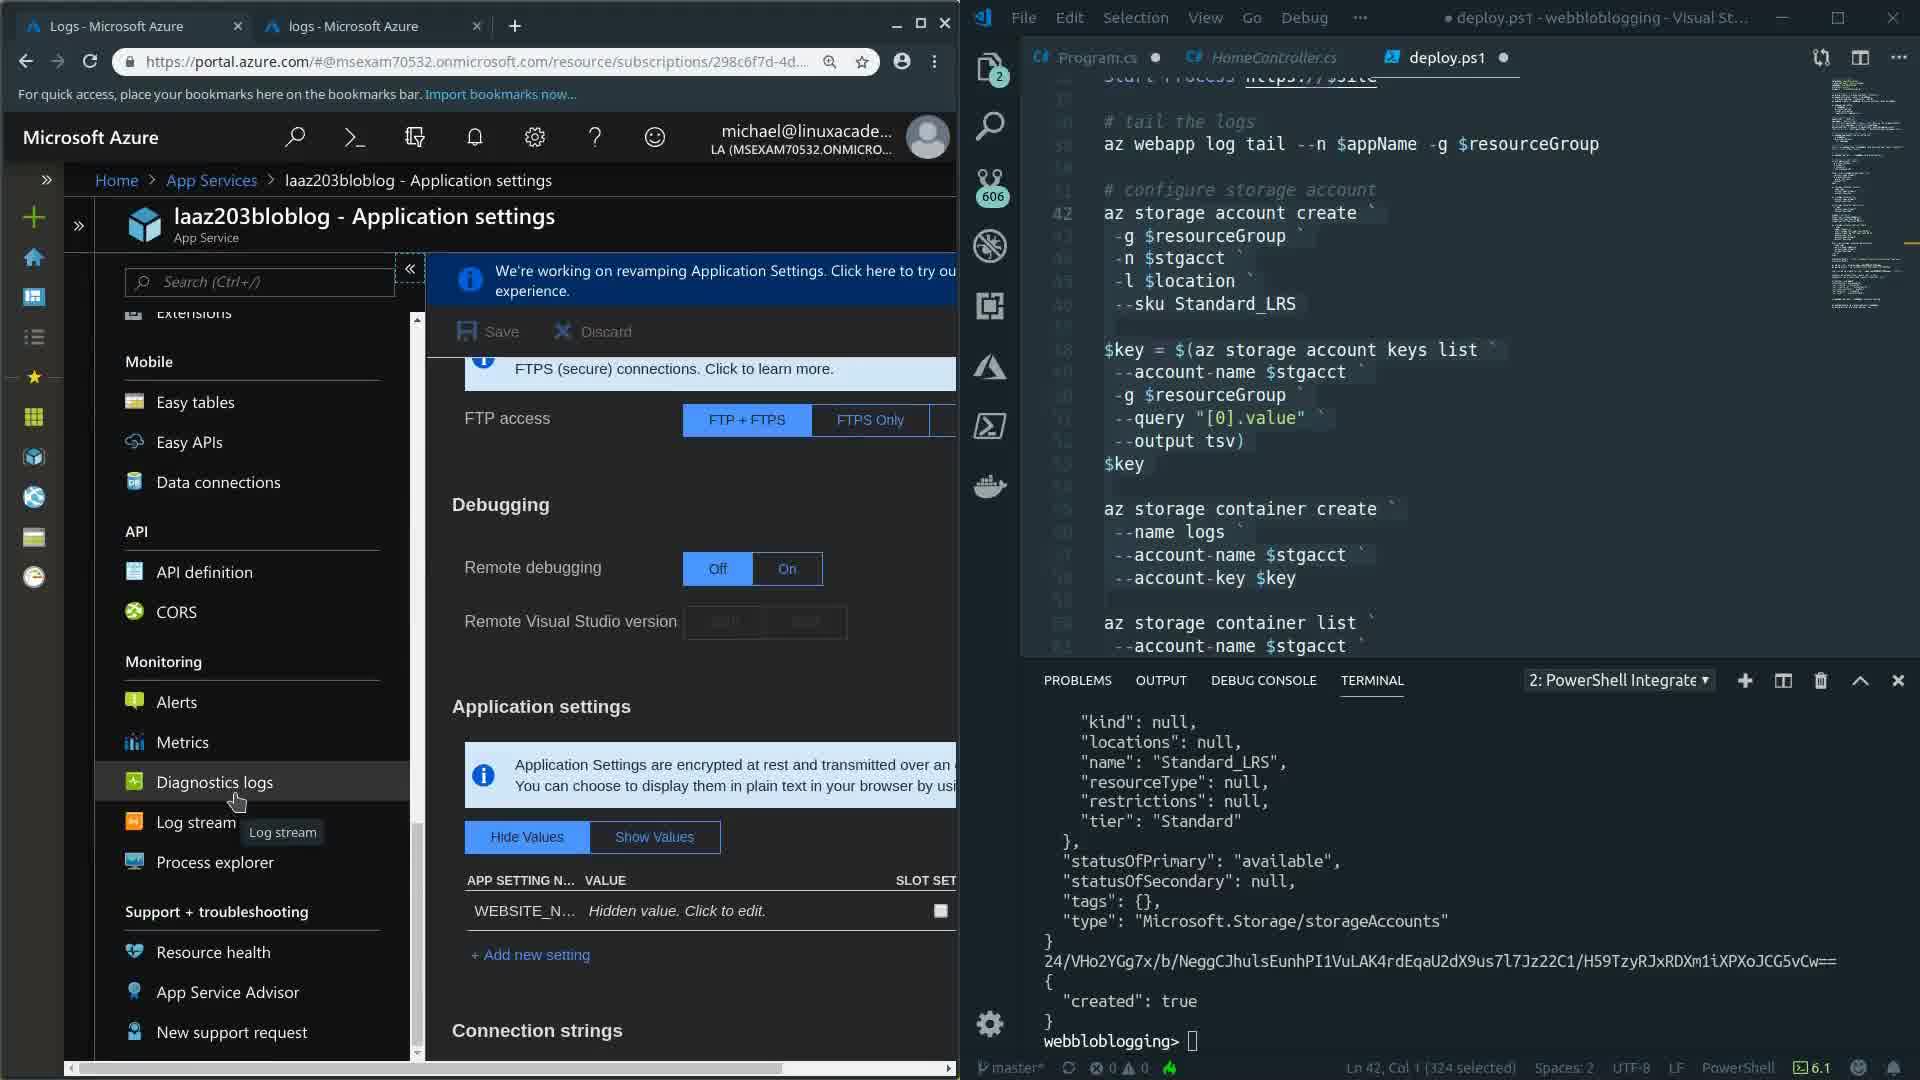 Logs - Microsoft Azure
logs - Microsoft Azure
https://portal.azure.com/#@msexam70532.onmicrosoft.com/resource/subscriptions/298c6f7d-4d...
For quick access, place your bookmarks here on the bookmarks bar. Import bookmarks now...
Microsoft Azure
michael@linuxacade...
LA (MSEXAM70532.ONMICRO...
Home > App Services > laaz203bloblog - Application settings
laaz203bloblog - Application settings
App Service
Search (Ctrl+/)
Extensions
Mobile
Easy tables
Easy APIs
Data connections
API
API definition
CORS
Monitoring
Alerts
Metrics
Diagnostics logs
Log stream
Log stream
Process explorer
Support + troubleshooting
Resource health
App Service Advisor
New support request
We're working on revamping Application Settings. Click here to try ou
experience.
Save
Discard
FTPS (secure) connections. Click to learn more.
FTP access
FTP + FTPS
FTPS Only
Debugging
Remote debugging
Off
On
Remote Visual Studio version
Application settings
Application Settings are encrypted at rest and transmitted over an
You can choose to display them in plain text in your browser by usi
Hide Values
Show Values
APP SETTING N...
VALUE
SLOT SET
WEBSITE_N...
Hidden value. Click to edit.
+ Add new setting
Connection strings
File Edit Selection View Go Debug ···
● deploy.ps1 - webbloblogging - Visual St...
Program.cs
HomeController.cs
deploy.ps1
2
606
Start-Process https://$site
# tail the logs
az webapp log tail --n $appName -g $resourceGroup
# configure storage account
42
az storage account create `
-g $resourceGroup `
-n $stgacct `
-l $location `
--sku Standard_LRS
$key = $(az storage account keys list `
--account-name $stgacct `
-g $resourceGroup `
--query "[0].value" `
--output tsv)
$key
az storage container create `
--name logs `
--account-name $stgacct `
--account-key $key
az storage container list `
--account-name $stgacct `
PROBLEMS
OUTPUT
DEBUG CONSOLE
TERMINAL
2: PowerShell Integrate
"kind": null,
"locations": null,
"name": "Standard_LRS",
"resourceType": null,
"restrictions": null,
"tier": "Standard"
},
"statusOfPrimary": "available",
"statusOfSecondary": null,
"tags": {},
"type": "Microsoft.Storage/storageAccounts"
}
24/VHo2YGg7x/b/NeggCJhulsEunhPI1VuLAK4rdEqaU2dX9us7l7Jz22C1/H59TzyRJxRDXm1iXPXoJCG5vCw==
{
"created": true
}
webbloblogging>
master*
0
0
Ln 42, Col 1 (324 selected)
Spaces: 2
UTF-8
LF
PowerShell
6.1